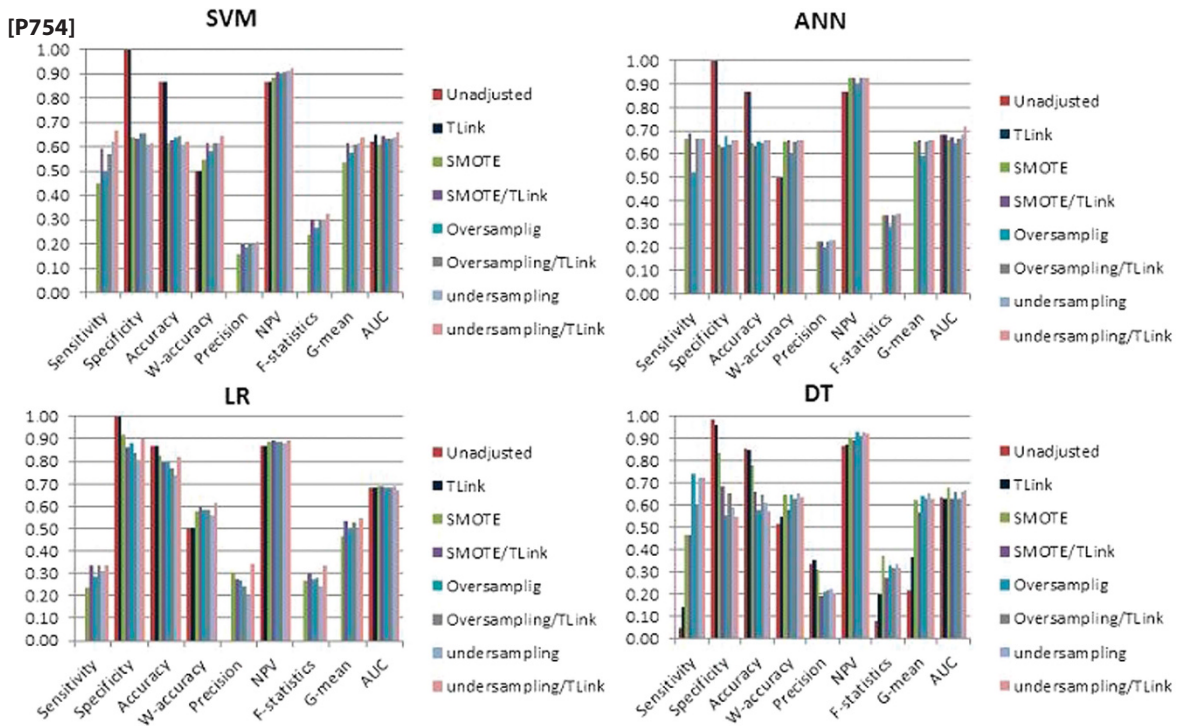 [P754]
SVM
1.00
0.90
0.80
0.70
0.60
0.50
0.40
0.30
0.20
0.10
0.00
Sensitivity
Specificity
Accuracy
W-accuracy
Precision
NPV
F-statistics
G-mean
AUC
Unadjusted
TLink
SMOTE
SMOTE/TLink
Oversamplig
Oversampling/TLink
undersampling
undersampling/TLink
ANN
1.00
0.90
0.80
0.70
0.60
0.50
0.40
0.30
0.20
0.10
0.00
Sensitivity
Specificity
Accuracy
W-accuracy
Precision
NPV
F-statistics
G-mean
AUC
Unadjusted
TLink
SMOTE
SMOTE/TLink
Oversamplig
Oversampling/TLink
undersampling
undersampling/TLink
LR
1.00
0.90
0.80
0.70
0.60
0.50
0.40
0.30
0.20
0.10
0.00
Sensitivity
Specificity
Accuracy
W-accuracy
Precision
NPV
F-statistics
G-mean
AUC
Unadjusted
TLink
SMOTE
SMOTE/TLink
Oversamplig
Oversampling/TLink
undersampling
undersampling/TLink
DT
1.00
0.90
0.80
0.70
0.60
0.50
0.40
0.30
0.20
0.10
0.00
Sensitivity
Specificity
Accuracy
W-accuracy
Precision
NPV
F-statistics
G-mean
AUC
Unadjusted
TLink
SMOTE
SMOTE/TLink
Oversamplig
Oversampling/TLink
undersampling
undersampling/TLink